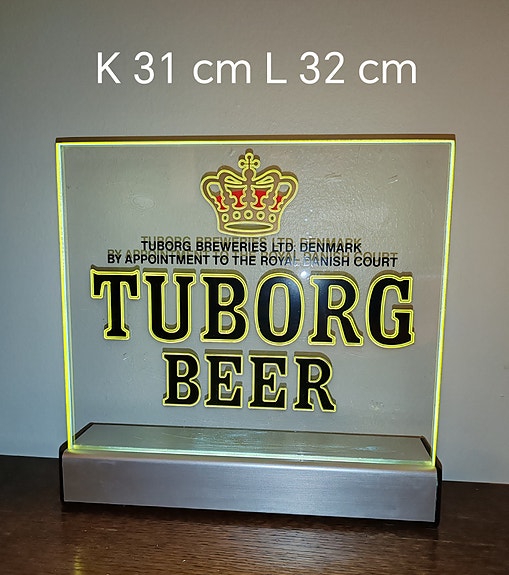 K 31 cm L 32 cm
TUBORG BREWERIES LTD, DENMARK
BY APPOINTMENT TO THE ROYAL DANISH COURT
TUBORG
BEER